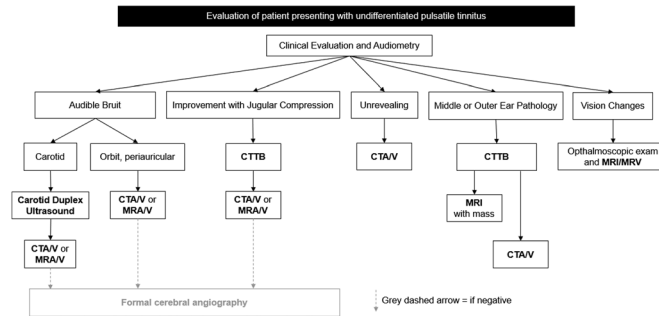 Evaluation of patient presenting with undifferentiated pulsatile tinnitus
Clinical Evaluation and Audiometry
Audible Bruit
Improvement with Jugular Compression
Unrevealing
Middle or Outer Ear Pathology
Vision Changes
Carotid
Orbit, periauricular
CTTB
CTA/V
CTTB
Opthalmoscopic exam
and MRI/MRV
Carotid Duplex
Ultrasound
CTA/V or
MRA/V
CTA/V or
MRA/V
MRI
with mass
CTA/V or
MRA/V
CTA/V
Formal cerebral angiography
Grey dashed arrow = if negative